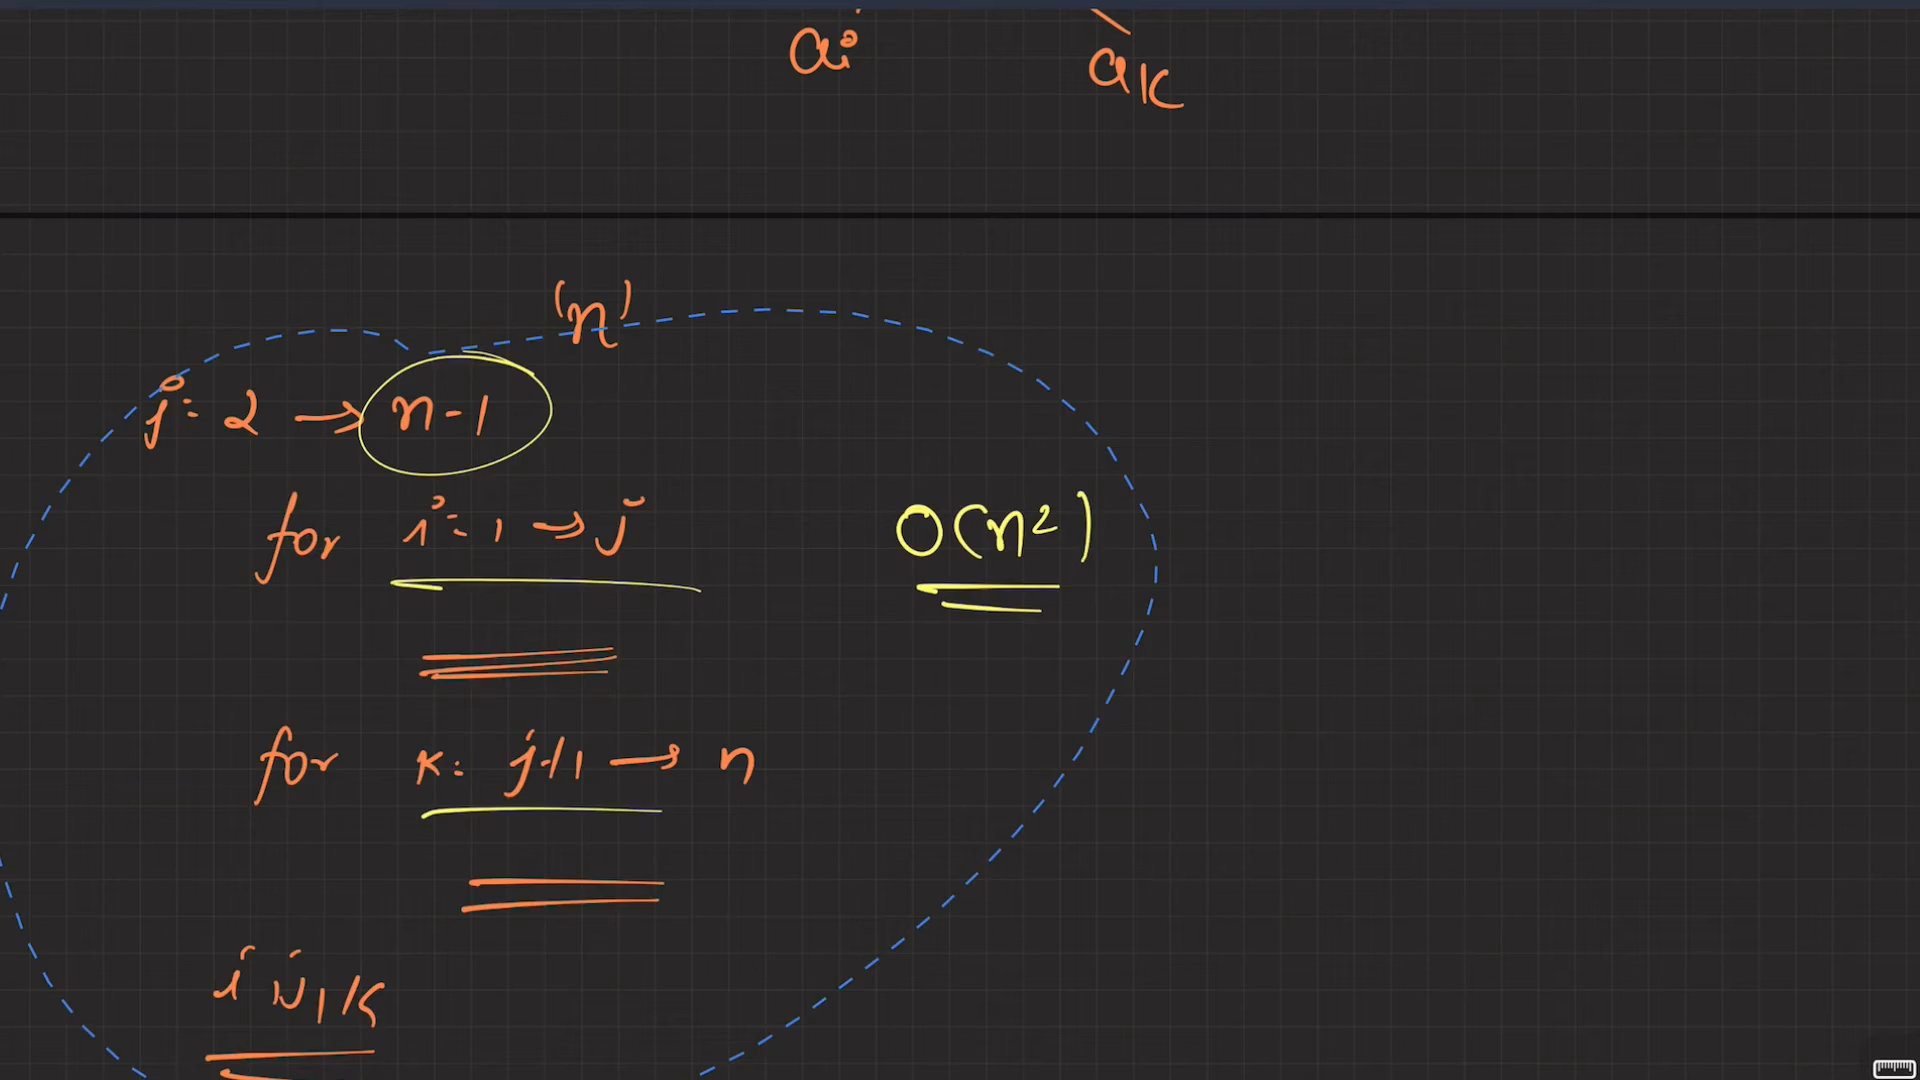 ai
aK
(n)
j = 2 → n-1
for i = 1 → j
O(n²)
for K = j+1 → n
i, j, K